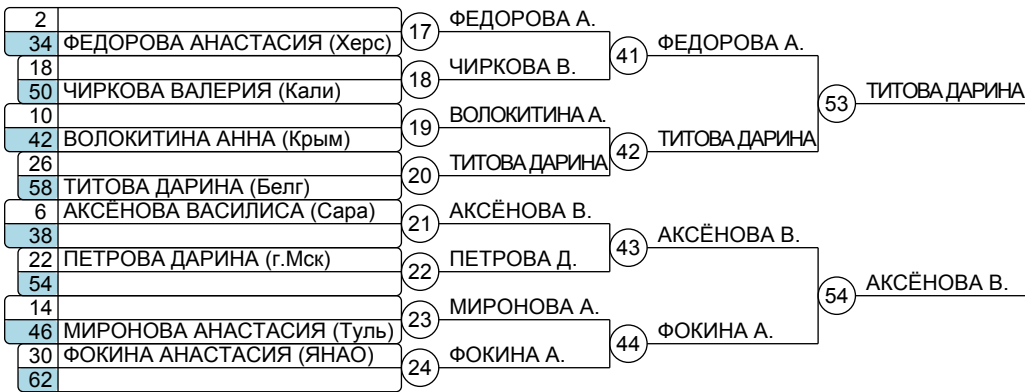 2
17
ФЕДОРОВА А.
34 ФЕДОРОВА АНАСТАСИЯ (Херс)
41
ФЕДОРОВА А.
18
18
ЧИРКОВА В.
50 ЧИРКОВА ВАЛЕРИЯ (Кали)
53
ТИТОВА ДАРИНА
10
19
ВОЛОКИТИНА А.
42 ВОЛОКИТИНА АННА (Крым)
42
ТИТОВА ДАРИНА
26
20
ТИТОВА ДАРИНА
58 ТИТОВА ДАРИНА (Белг)
6 АКСЁНОВА ВАСИЛИСА (Сара)
21
АКСЁНОВА В.
38
43
АКСЁНОВА В.
22 ПЕТРОВА ДАРИНА (г.Мск)
22
ПЕТРОВА Д.
54
54
АКСЁНОВА В.
14
23
МИРОНОВА А.
46 МИРОНОВА АНАСТАСИЯ (Туль)
44
ФОКИНА А.
30 ФОКИНА АНАСТАСИЯ (ЯНАО)
24
ФОКИНА А.
62